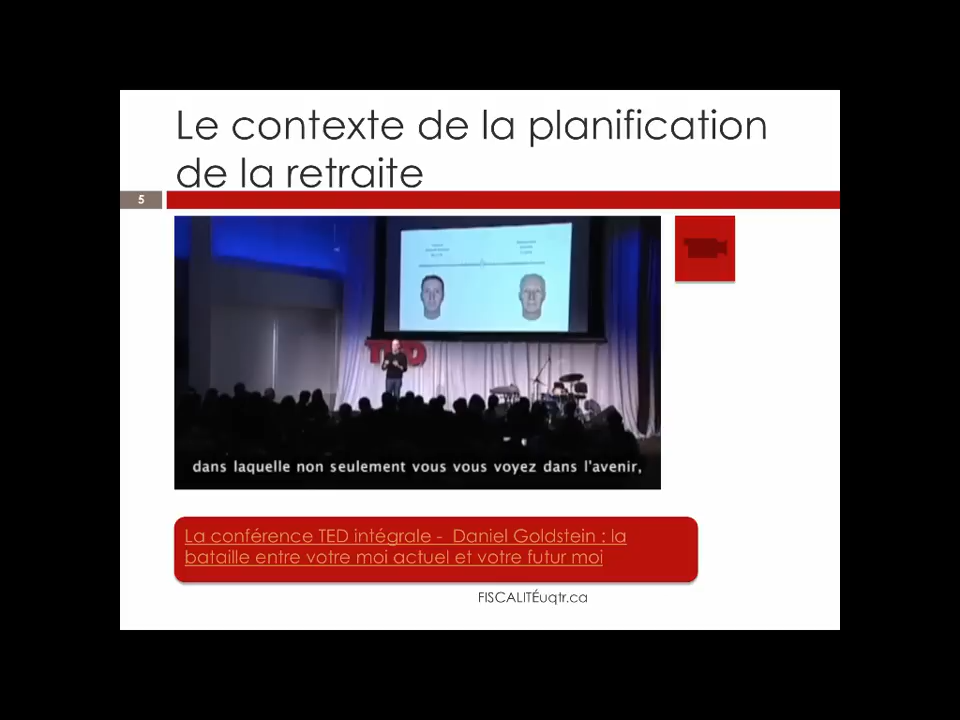 Le contexte de la planification
de la retraite
5
TED
dans laquelle non seulement vous vous voyez dans l'avenir,
La conférence TED intégrale - Daniel Goldstein : la
bataille entre votre moi actuel et votre futur moi
FISCALITÉuqtr.ca